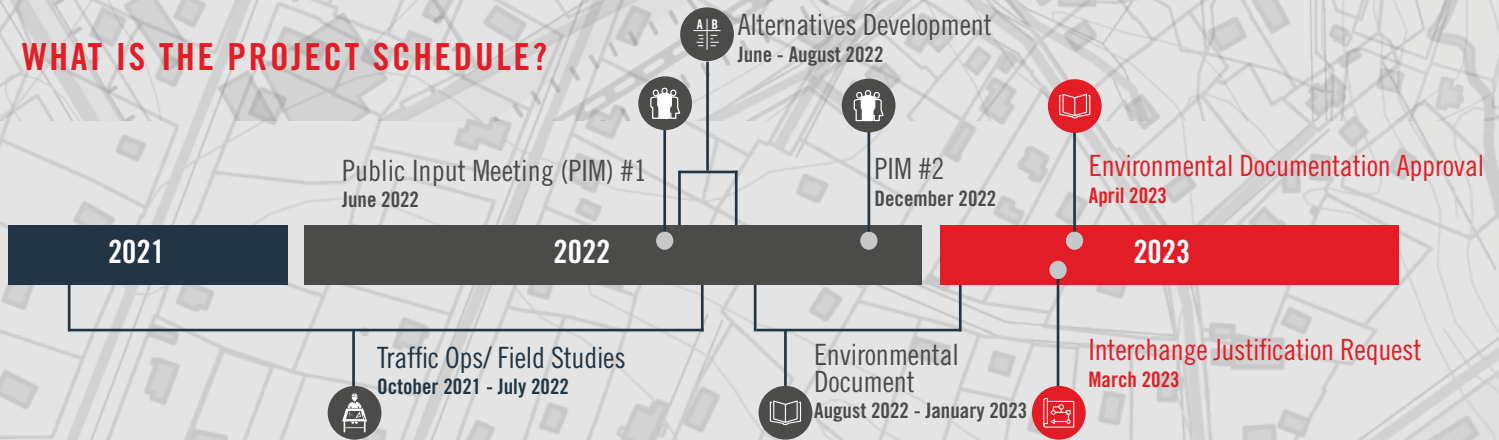 WHAT IS THE PROJECT SCHEDULE?
A B
Alternatives Development
June - August 2022
Public Input Meeting (PIM) #1
June 2022
PIM #2
December 2022
Environmental Documentation Approval
April 2023
2021
2022
2023
Traffic Ops/ Field Studies
October 2021 - July 2022
Environmental
Document
August 2022 - January 2023
Interchange Justification Request
March 2023